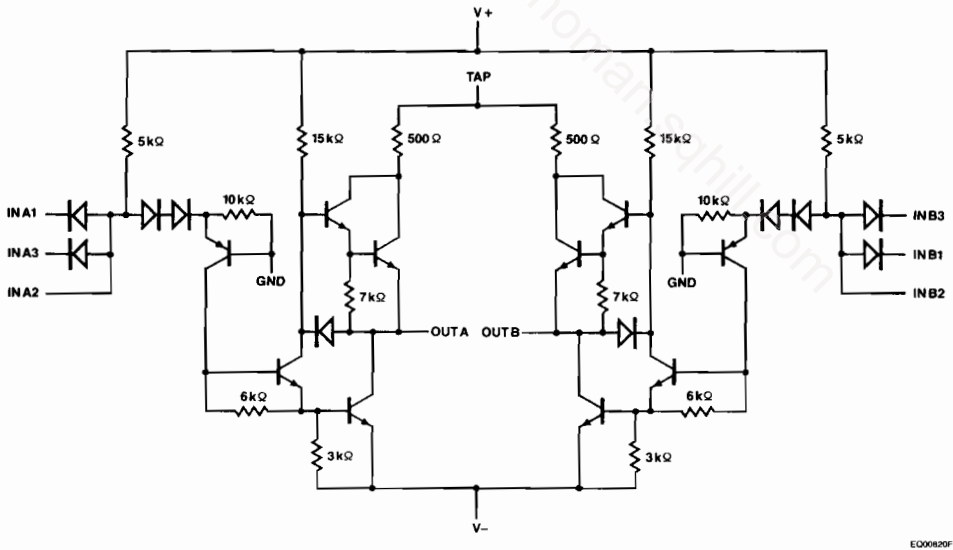 V+
TAP
5kΩ
15kΩ
500Ω
500Ω
15kΩ
5kΩ
INA1
10kΩ
10kΩ
INB3
INA3
INB1
GND
GND
INA2
INB2
7kΩ
7kΩ
OUTA OUTB
6kΩ
6kΩ
3kΩ
3kΩ
V−
EQ00820F